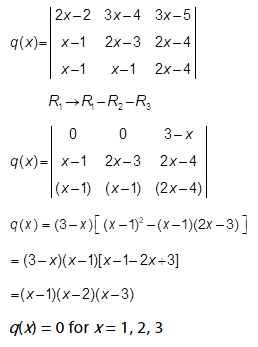 q(x)=|2x−2 3x−4 3x−5|
|x−1 2x−3 2x−4|
|x−1 x−1 2x−4|
R₁→R₁−R₂−R₃
q(x)=|0 0 3−x|
|x−1 2x−3 2x−4|
|(x−1) (x−1) (2x−4)|
q(x) = (3−x)[(x−1)²−(x−1)(2x−3)]
= (3−x)(x−1)[x−1−2x+3]
=(x−1)(x−2)(x−3)
q(x) = 0 for x = 1, 2, 3